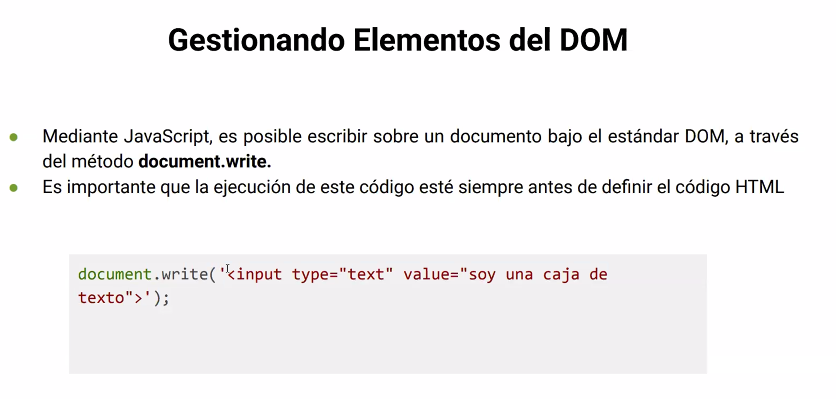 Gestionando Elementos del DOM
Mediante JavaScript, es posible escribir sobre un documento bajo el estándar DOM, a través
del método document.write.
Es importante que la ejecución de este código esté siempre antes de definir el código HTML
document.write('<input type="text" value="soy una caja de
texto">');